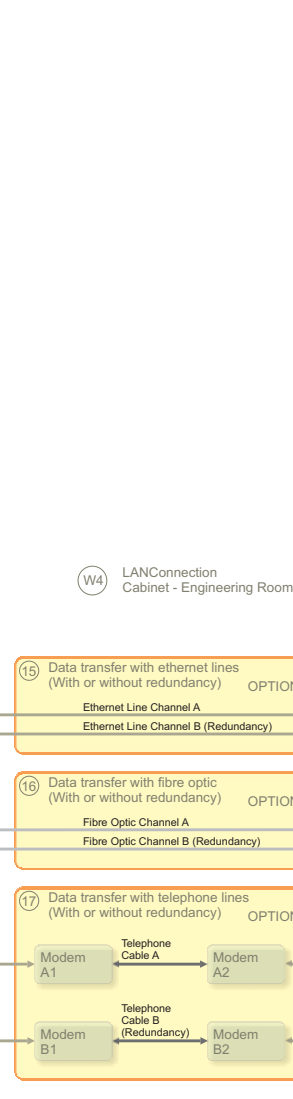 W4
LANConnection
Cabinet - Engineering Room
15
Data transfer with ethernet lines
(With or without redundancy)
OPTION
Ethernet Line Channel A
Ethernet Line Channel B (Redundancy)
16
Data transfer with fibre optic
(With or without redundancy)
OPTION
Fibre Optic Channel A
Fibre Optic Channel B (Redundancy)
17
Data transfer with telephone lines
(With or without redundancy)
OPTION
Modem
A1
Telephone
Cable A
Modem
A2
Modem
B1
Telephone
Cable B
(Redundancy)
Modem
B2